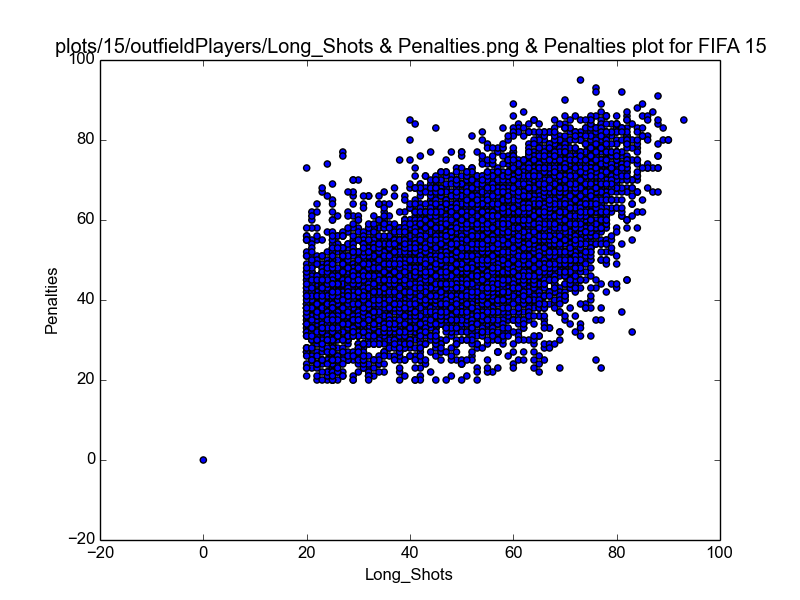 plots/15/outfieldPlayers/Long_Shots & Penalties.png & Penalties plot for FIFA 15
100
80
60
40
20
0
−20
Penalties
−20 0 20 40 60 80 100
Long_Shots